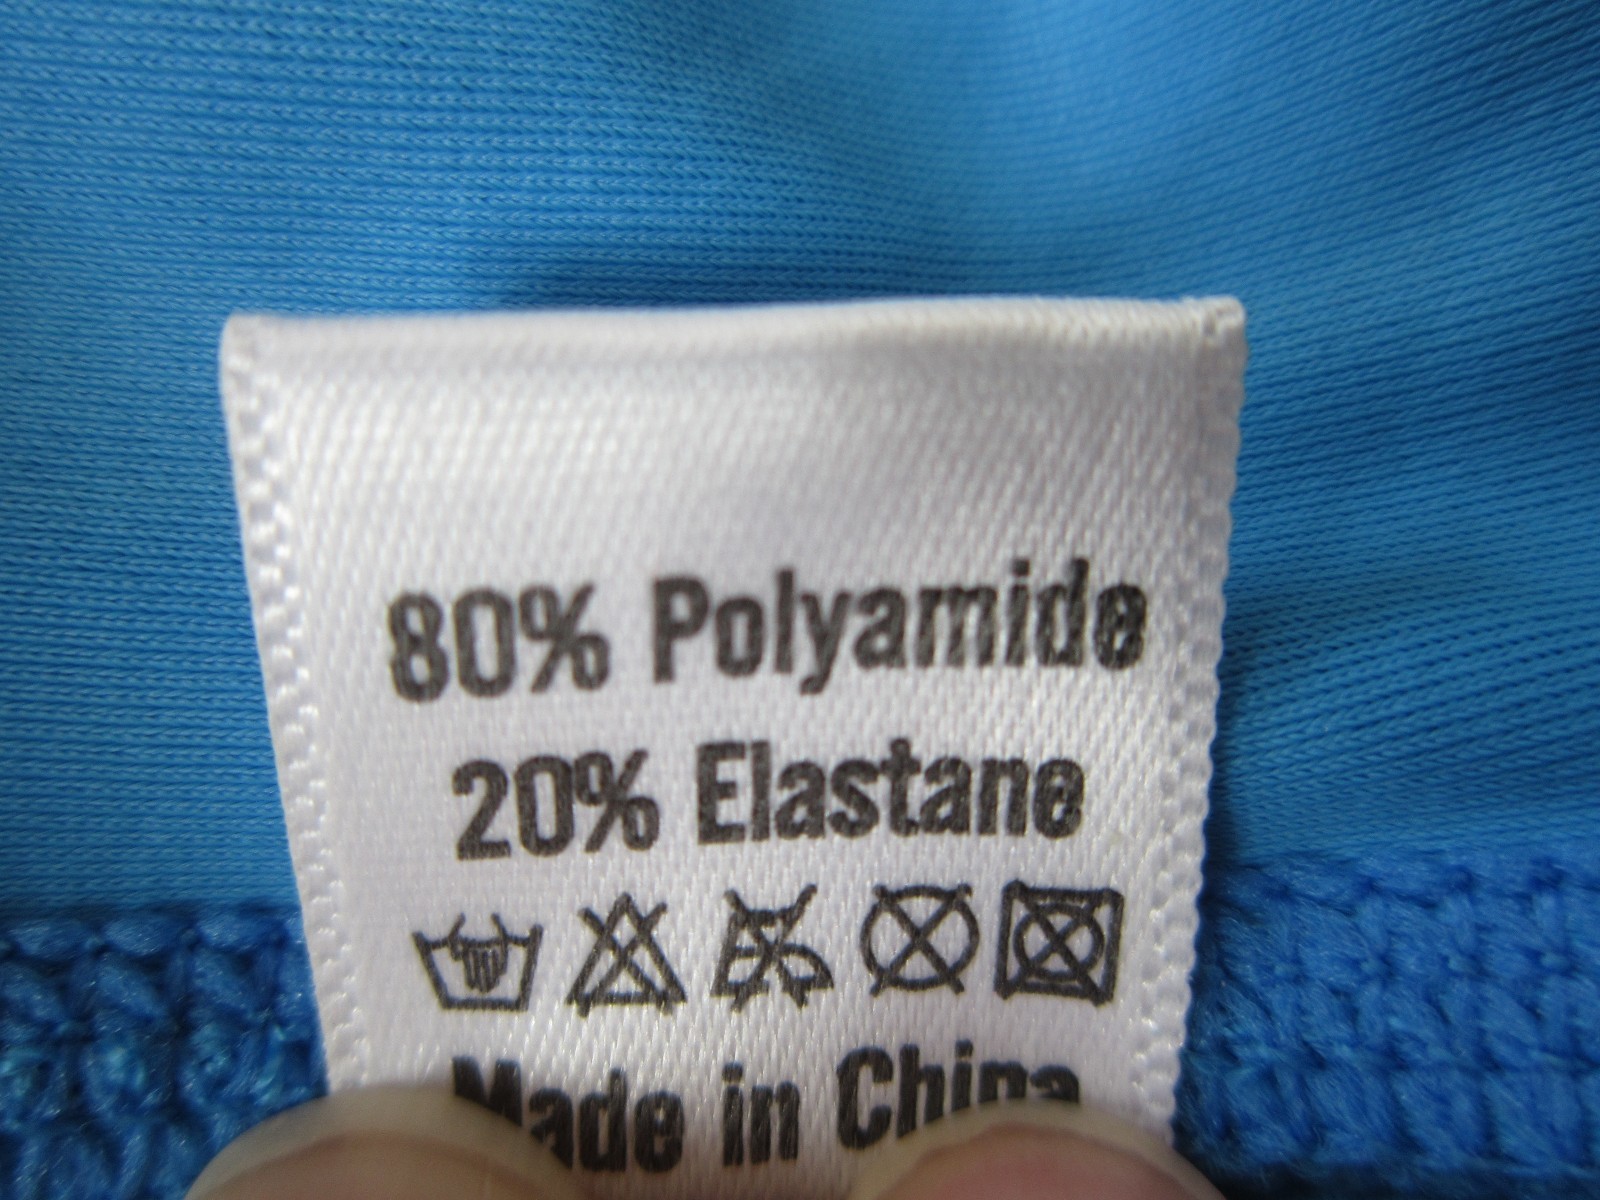 80% Polyamide
20% Elastane
Made in China